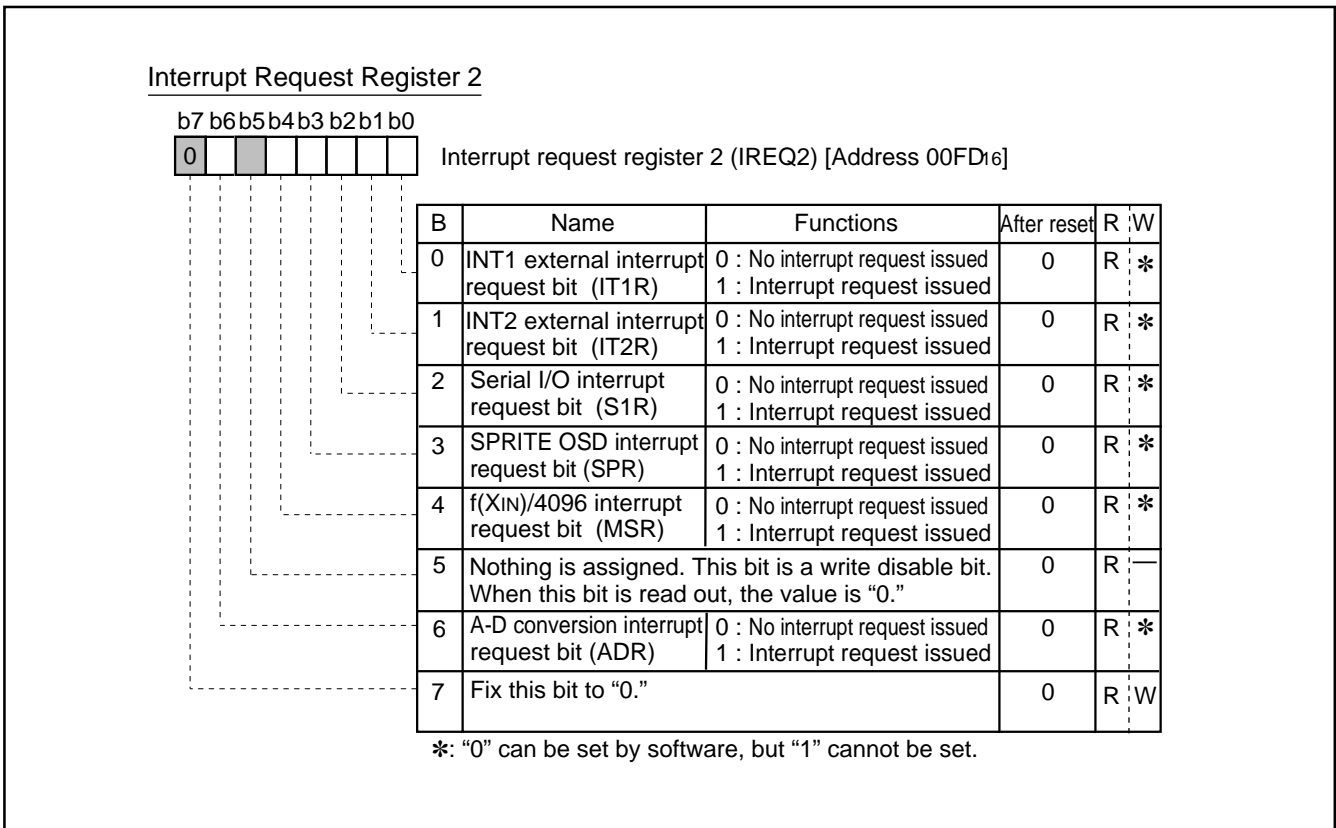 Interrupt Request Register 2
b7 b6 b5 b4 b3 b2 b1 b0
0
Interrupt request register 2 (IREQ2) [Address 00FD16]
B Name Functions After reset R W
0 INT1 external interrupt request bit (IT1R) 0 : No interrupt request issued 1 : Interrupt request issued 0 R ✻
1 INT2 external interrupt request bit (IT2R) 0 : No interrupt request issued 1 : Interrupt request issued 0 R ✻
2 Serial I/O interrupt request bit (S1R) 0 : No interrupt request issued 1 : Interrupt request issued 0 R ✻
3 SPRITE OSD interrupt request bit (SPR) 0 : No interrupt request issued 1 : Interrupt request issued 0 R ✻
4 f(XIN)/4096 interrupt request bit (MSR) 0 : No interrupt request issued 1 : Interrupt request issued 0 R ✻
5 Nothing is assigned. This bit is a write disable bit. When this bit is read out, the value is “0.” 0 R —
6 A-D conversion interrupt request bit (ADR) 0 : No interrupt request issued 1 : Interrupt request issued 0 R ✻
7 Fix this bit to “0.” 0 R W
✻: “0” can be set by software, but “1” cannot be set.